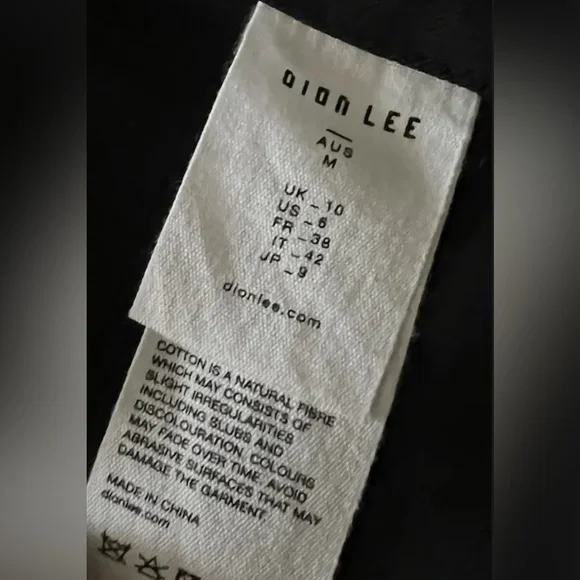 DION LEE
AUS
M
UK - 10
US - 6
FR - 38
IT - 42
JP - 9
dionlee.com
COTTON IS A NATURAL FIBRE
WHICH MAY CONSISTS OF
SLIGHT IRREGULARITIES
INCLUDING SLUBS AND
DISCOLOURATION. COLOURS
MAY FADE OVER TIME. AVOID
ABRASIVE SURFACES THAT MAY
DAMAGE THE GARMENT.
MADE IN CHINA
dionlee.com